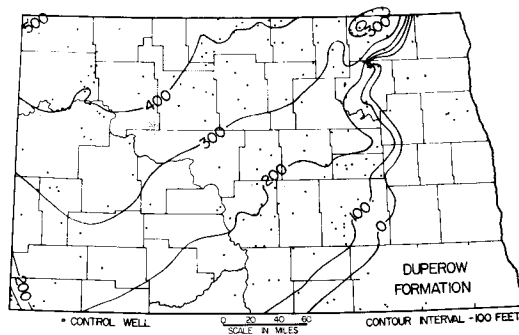 500
300
400
300
200
100
0
200
DUPEROW
FORMATION
• CONTROL WELL
0 20 40 60
SCALE IN MILES
CONTOUR INTERVAL - 100 FEET